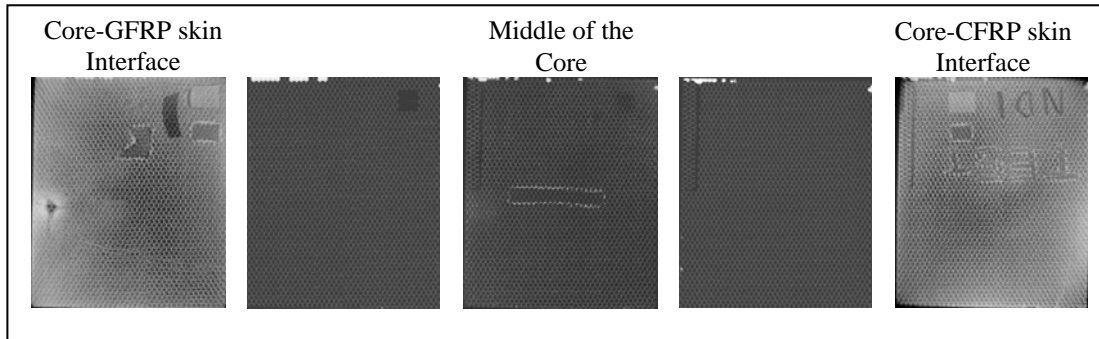 Core-GFRP skin
Interface
Middle of the
Core
Core-CFRP skin
Interface